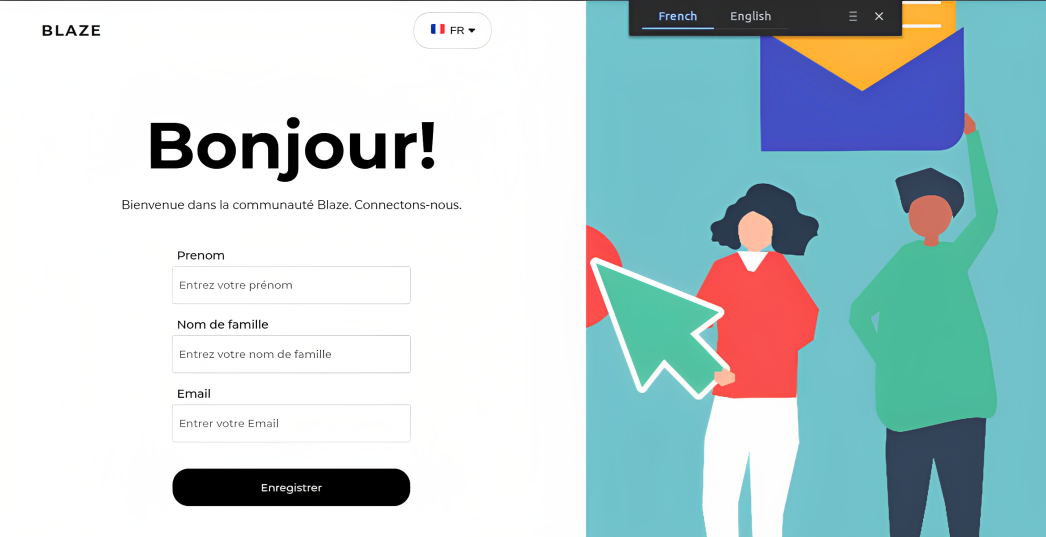 BLAZE
FR
French English
Bonjour!
Bienvenue dans la communauté Blaze. Connectons-nous.
Prenom
Entrez votre prénom
Nom de famille
Entrez votre nom de famille
Email
Entrer votre Email
Enregistrer